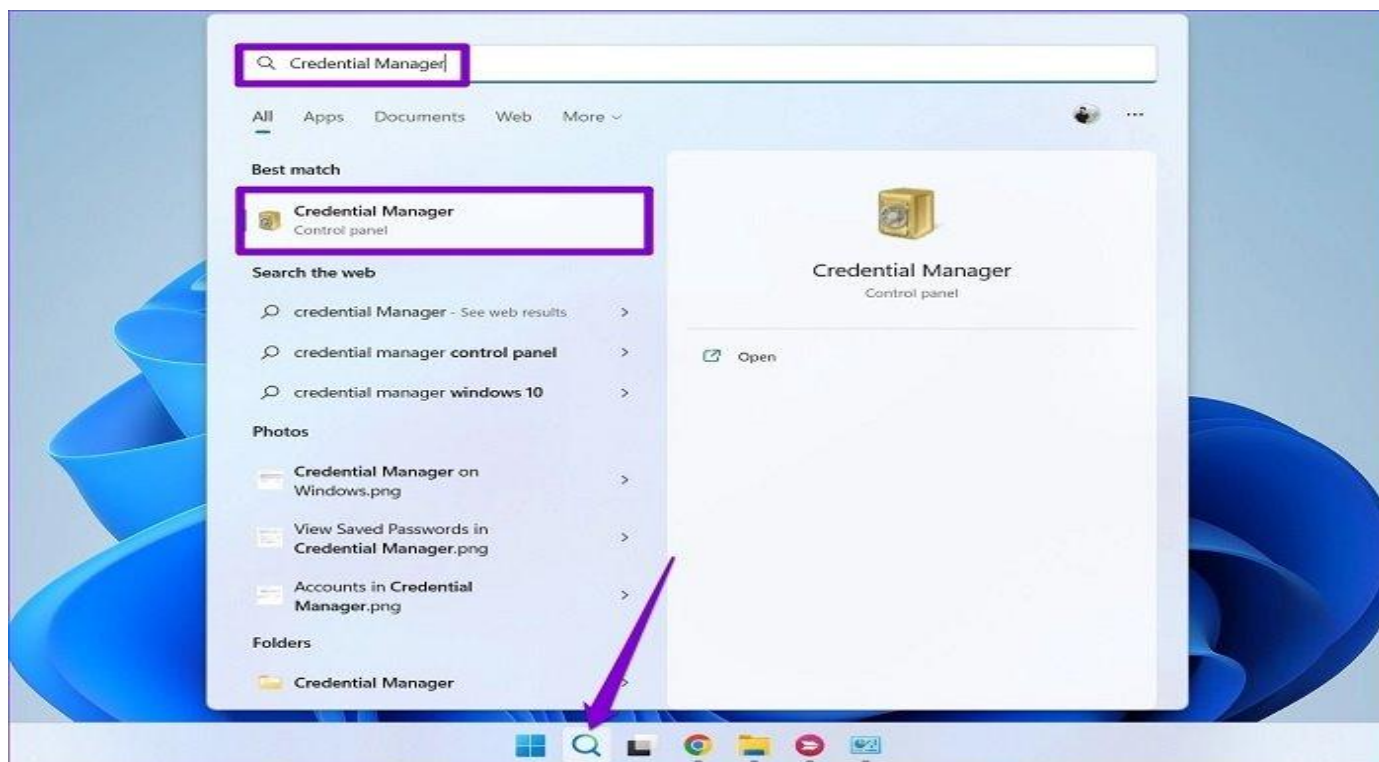 Credential Manager
All Apps Documents Web More
Best match
Credential Manager
Control panel
Search the web
credential Manager - See web results
credential manager control panel
credential manager windows 10
Photos
Credential Manager on
Windows.png
View Saved Passwords in
Credential Manager.png
Accounts in Credential
Manager.png
Folders
Credential Manager
Credential Manager
Control panel
Open